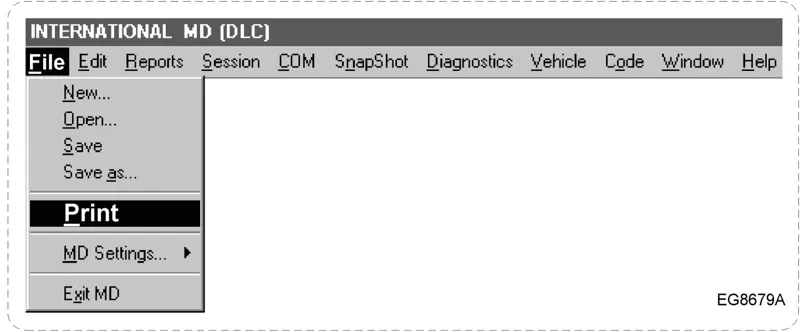 INTERNATIONAL MD (DLC)
File Edit Reports Session COM SnapShot Diagnostics Vehicle Code Window Help
New...
Open...
Save
Save as...
Print
MD Settings...
Exit MD
EG8679A